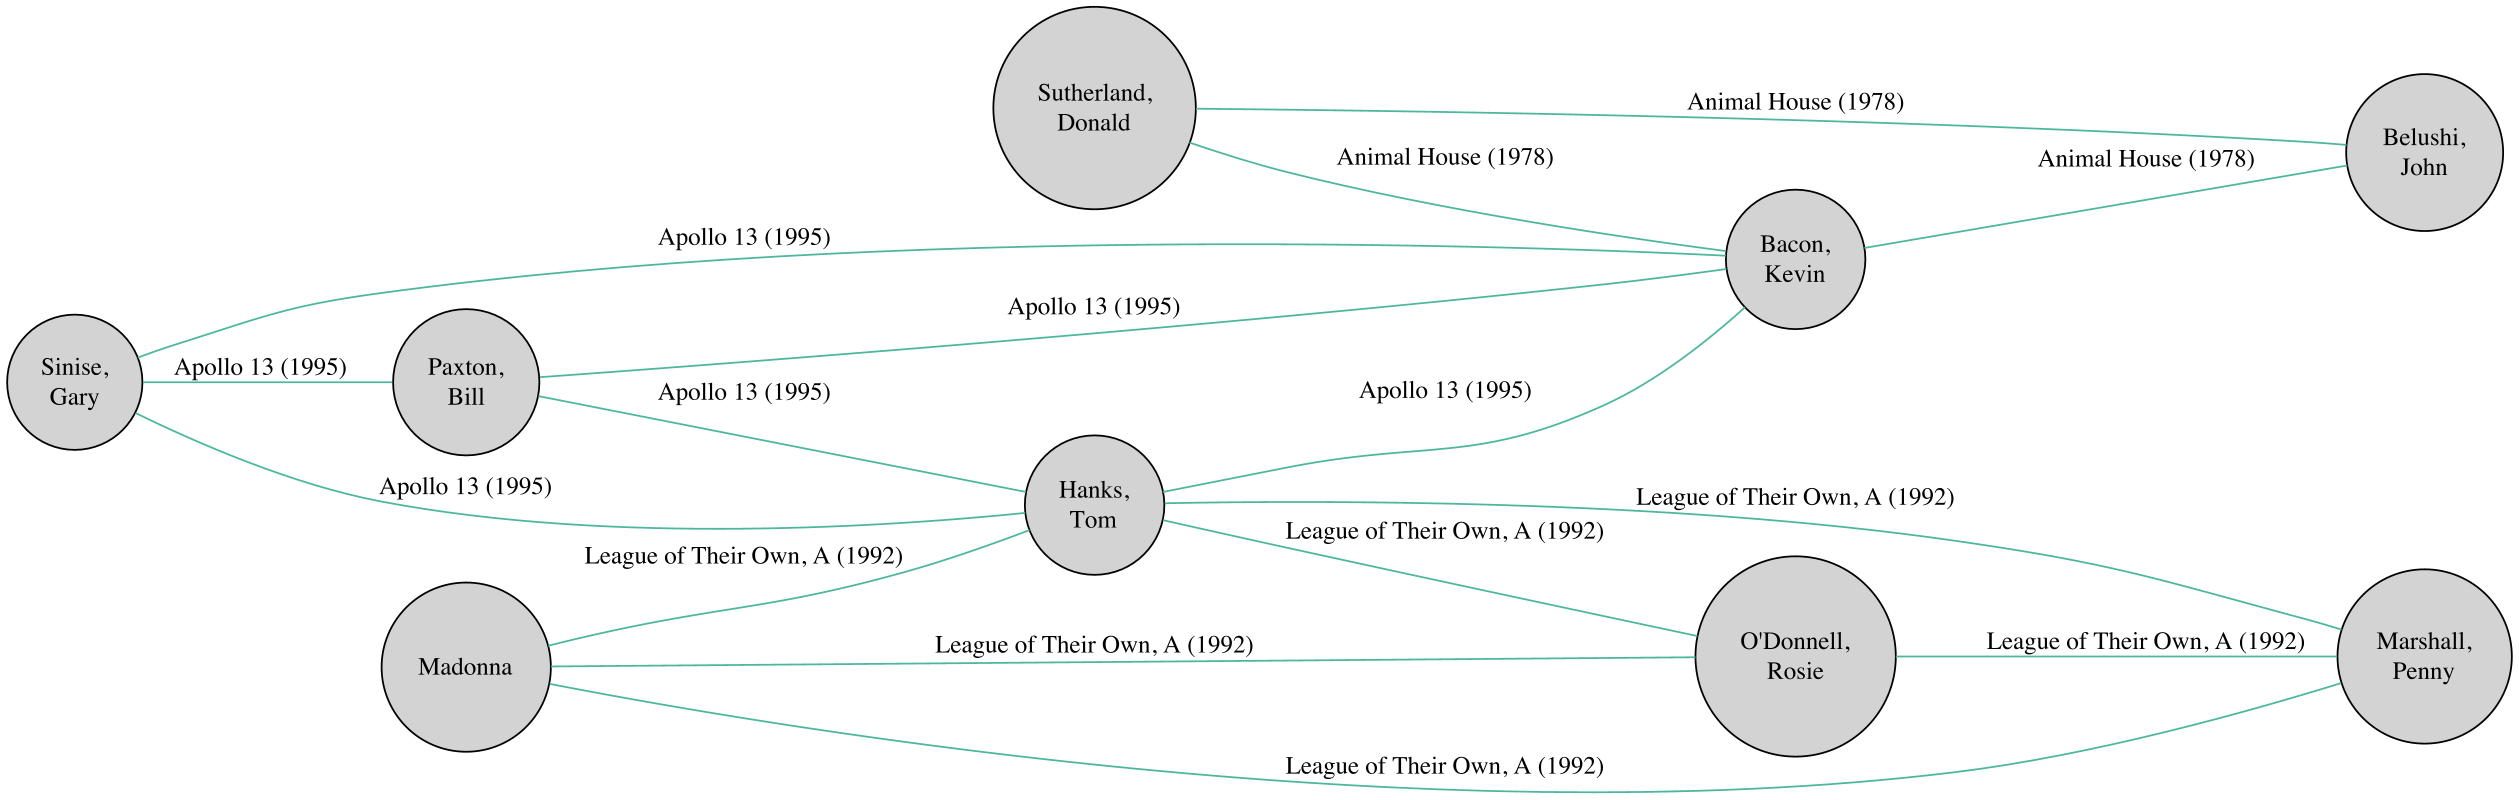 Sutherland,
Donald
Animal House (1978)
Belushi,
John
Animal House (1978)
Animal House (1978)
Apollo 13 (1995)
Bacon,
Kevin
Apollo 13 (1995)
Sinise,
Gary
Apollo 13 (1995)
Paxton,
Bill
Apollo 13 (1995)
Apollo 13 (1995)
Apollo 13 (1995)
Hanks,
Tom
League of Their Own, A (1992)
League of Their Own, A (1992)
League of Their Own, A (1992)
Madonna
League of Their Own, A (1992)
O'Donnell,
Rosie
League of Their Own, A (1992)
Marshall,
Penny
League of Their Own, A (1992)